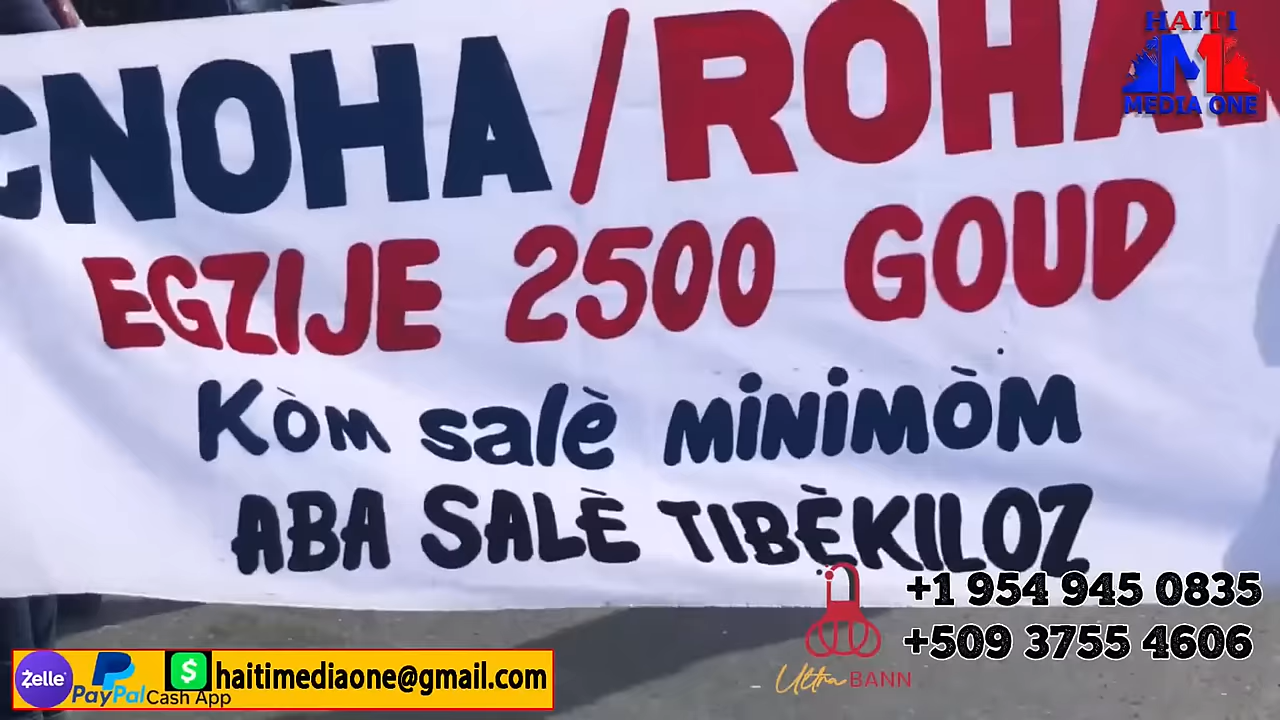 HAITI
M
MEDIA ONE
CNOHA / ROHA
EGZIJE 2500 GOUD
Kòm salè MiNiMÒM
ABA SALÈ TIBÈKILOZ
+1 954 945 0835
+509 3755 4606
Ultra BANN
Zelle
PayPal
$
Cash App
haitimediaone@gmail.com